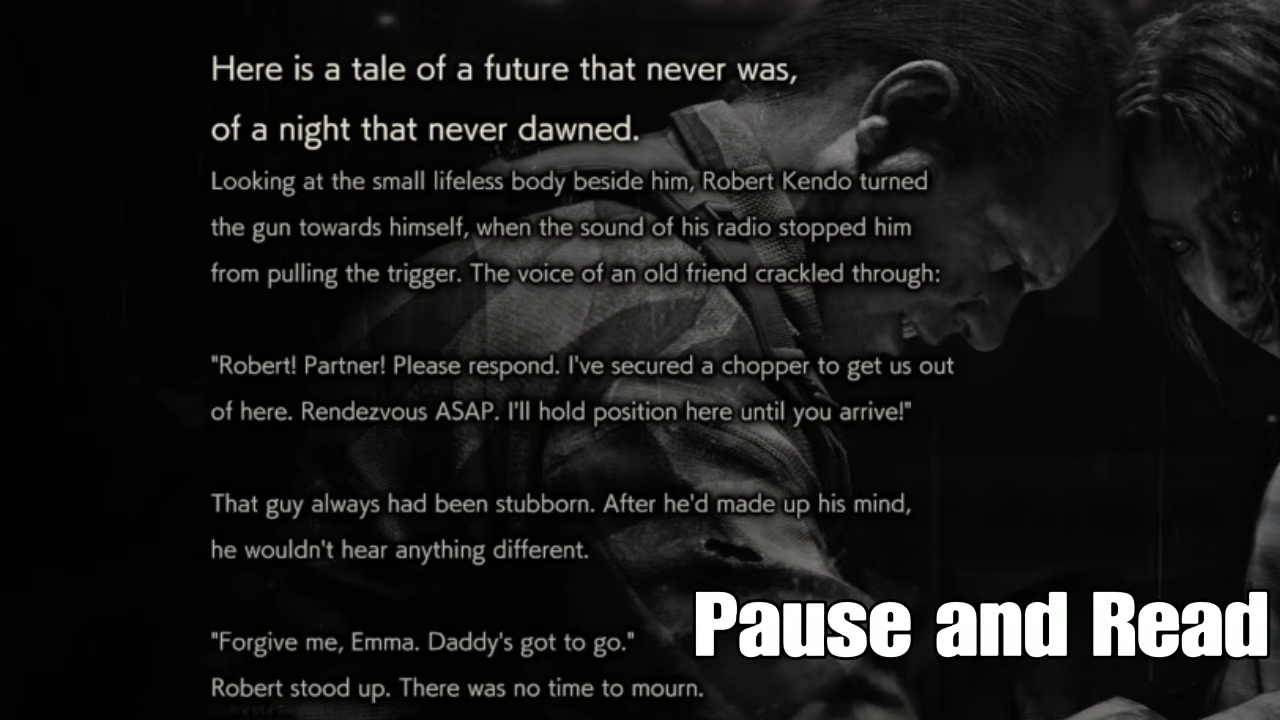 Here is a tale of a future that never was,
of a night that never dawned.
Looking at the small lifeless body beside him, Robert Kendo turned
the gun towards himself, when the sound of his radio stopped him
from pulling the trigger. The voice of an old friend crackled through:
"Robert! Partner! Please respond. I've secured a chopper to get us out
of here. Rendezvous ASAP. I'll hold position here until you arrive!"
That guy always had been stubborn. After he'd made up his mind,
he wouldn't hear anything different.
"Forgive me, Emma. Daddy's got to go."
Robert stood up. There was no time to mourn.
Pause and Read